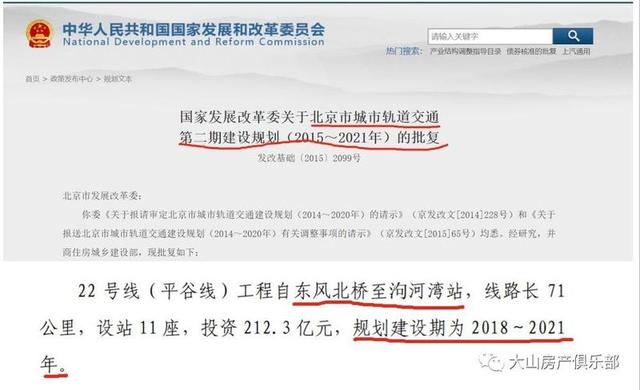 中华人民共和国国家发展和改革委员会
National Development and Reform Commission
请输入关键字
热门搜索： 产业结构调整指导目录 债券核准的批复 上汽通用
首页 > 政策发布中心 > 规划文本
国家发展改革委关于北京市城市轨道交通
第二期建设规划（2015～2021年）的批复
发改基础〔2015〕2099号
北京市发展改革委：
你委《关于报请审定北京市城市轨道交通建设规划（2014～2020年）的请示》（京发改文[2014]228号）和《关于
报送北京市城市轨道交通建设规划（2014～2020年）有关调整事项的请示》（京发改文[2015]65号）均悉。经研究，并
商住房城乡建设部，现批复如下：
22 号线（平谷线）工程自东风北桥至泃河湾站，线路长 71
公里，设站 11 座，投资 212.3 亿元，规划建设期为 2018～2021
年。
大山房产俱乐部